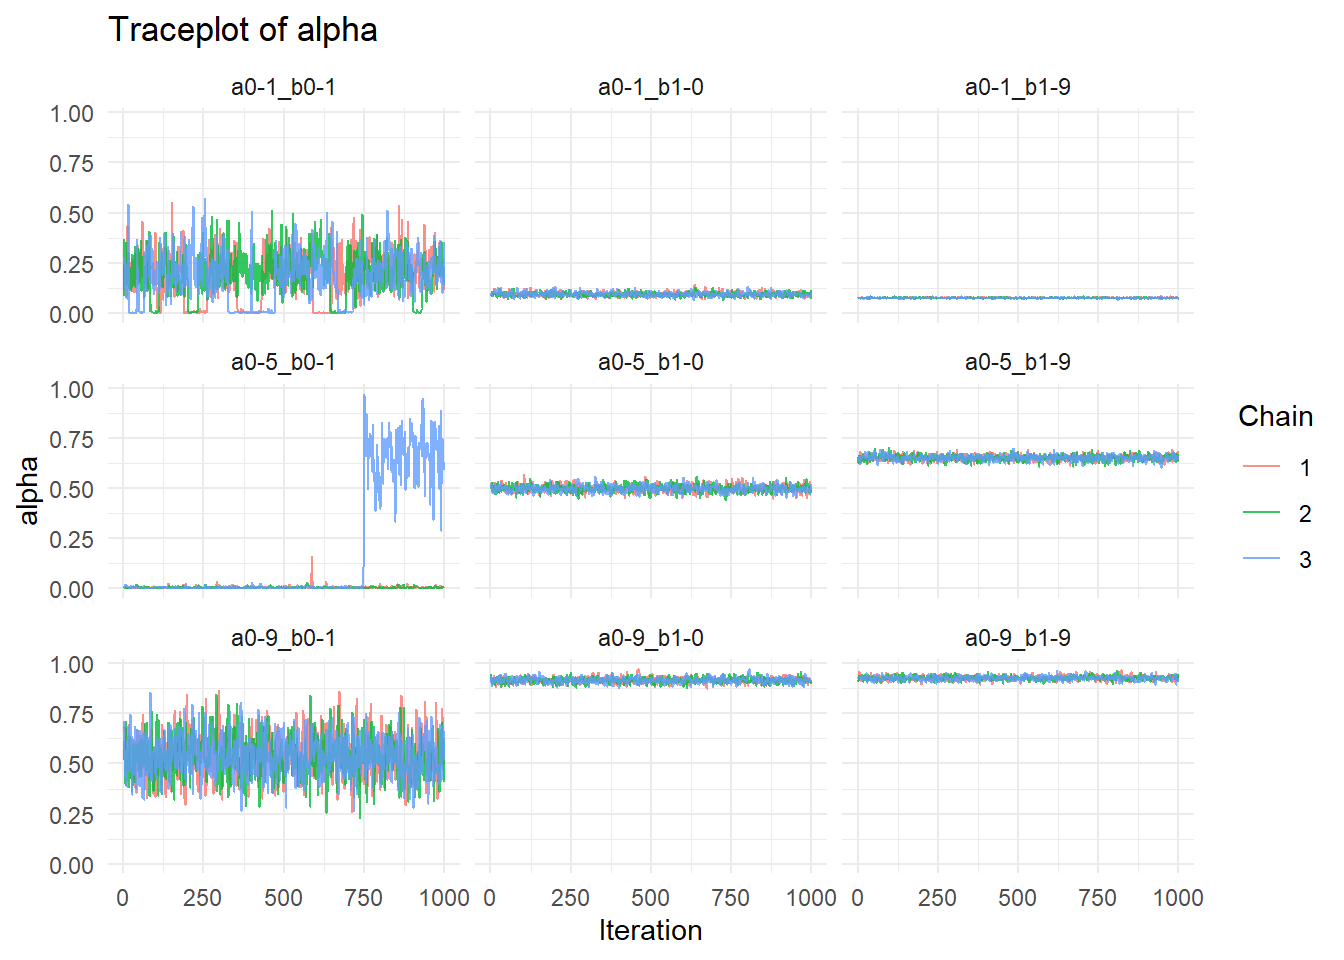 Traceplot of alpha
a0-1_b0-1 a0-1_b1-0 a0-1_b1-9
1.00
0.75
0.50
0.25
0.00
a0-5_b0-1 a0-5_b1-0 a0-5_b1-9
1.00
0.75
0.50
0.25
0.00
a0-9_b0-1 a0-9_b1-0 a0-9_b1-9
1.00
0.75
0.50
0.25
0.00
0 250 500 750 1000 0 250 500 750 1000 0 250 500 750 1000
Iteration
alpha
Chain
1
2
3